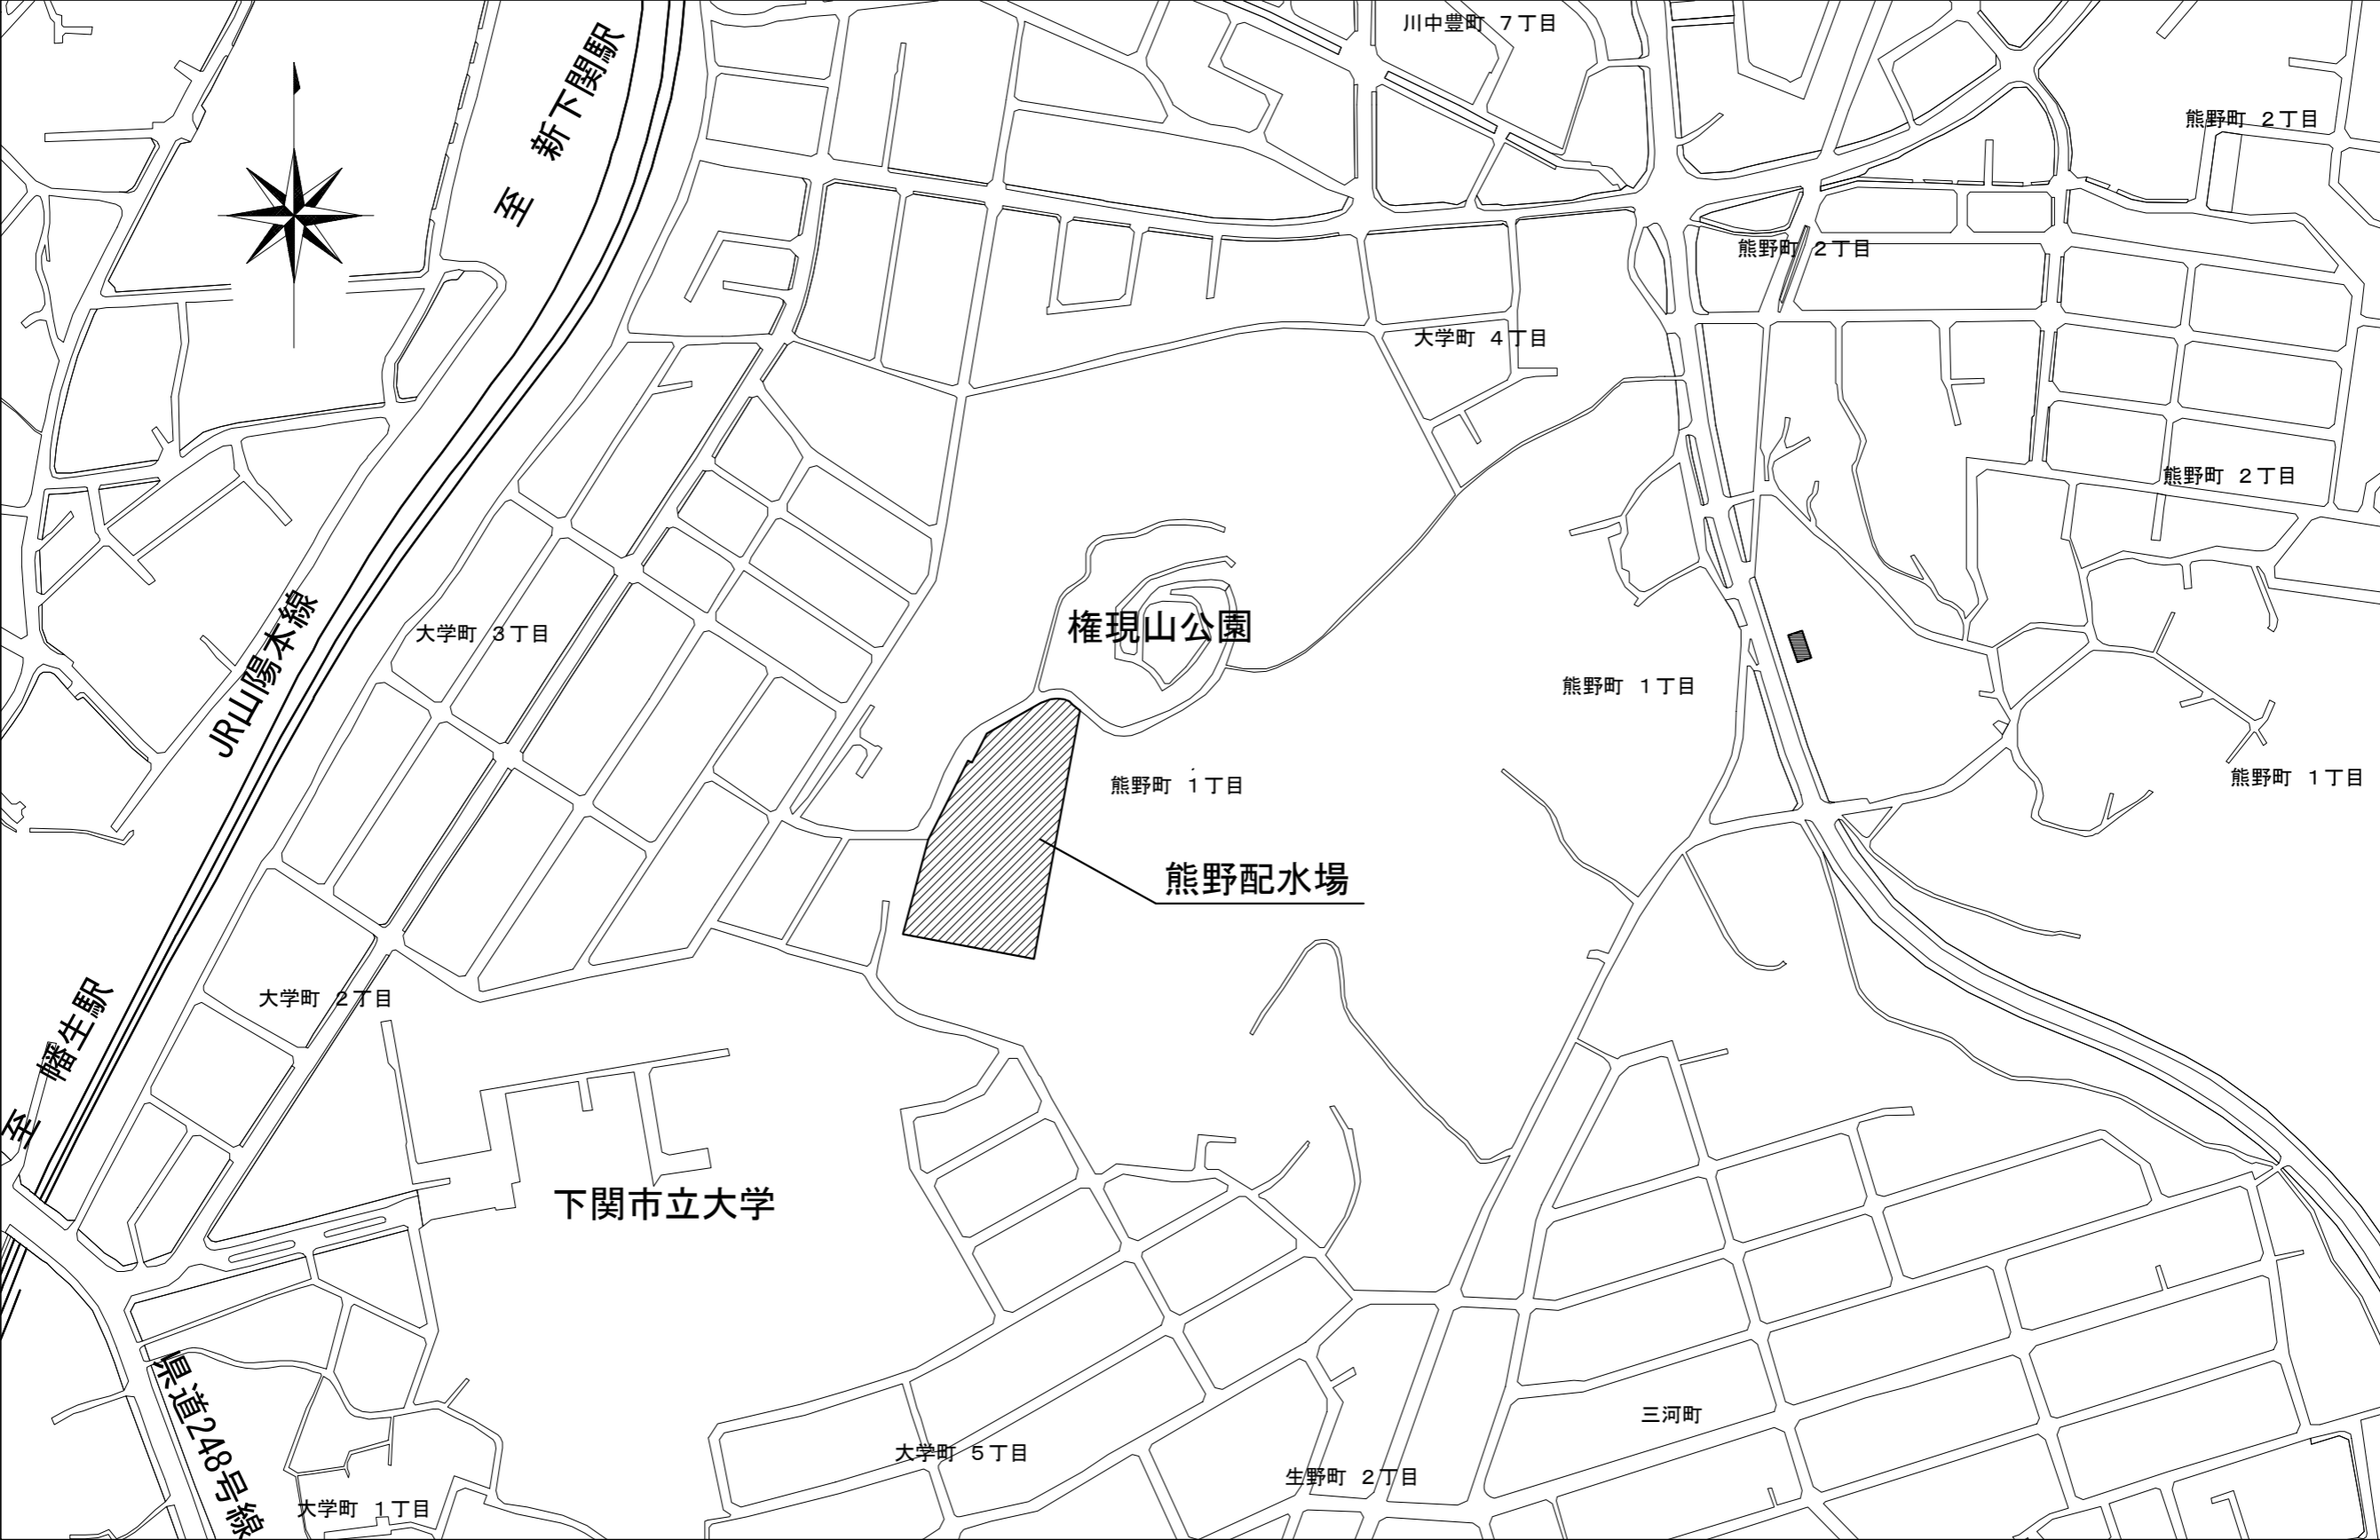 川中豊町 7丁目
至 新下関駅
熊野町 2丁目
熊野町 2丁目
大学町 4丁目
熊野町 2丁目
JR山陽本線
大学町 3丁目
権現山公園
熊野町 1丁目
熊野町 1丁目
熊野町 1丁目
熊野配水場
大学町 2丁目
至 幡生駅
下関市立大学
県道248号線
三河町
大学町 5丁目
生野町 2丁目
大学町 1丁目